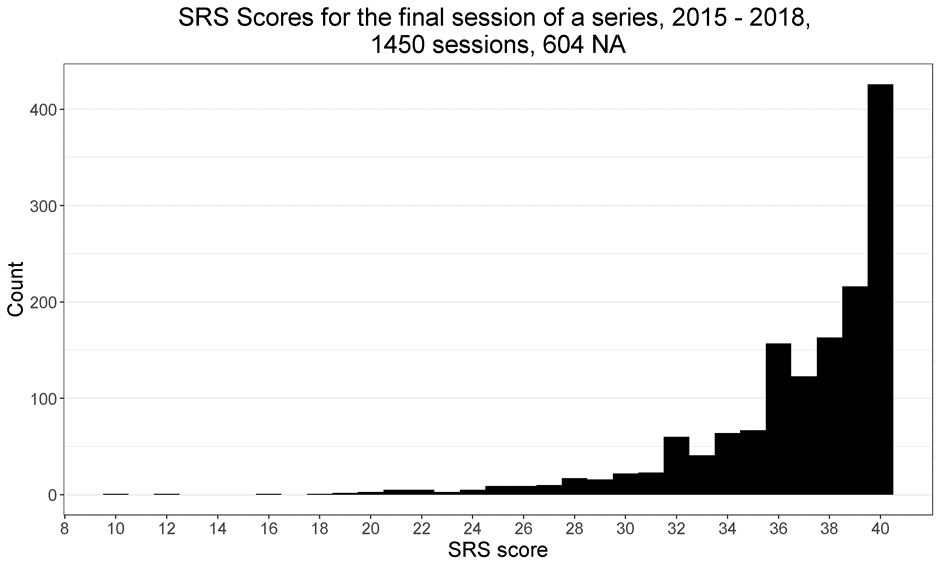 SRS Scores for the final session of a series, 2015 - 2018,
1450 sessions, 604 NA
Count
400
300
200
100
0
8 10 12 14 16 18 20 22 24 26 28 30 32 34 36 38 40
SRS score